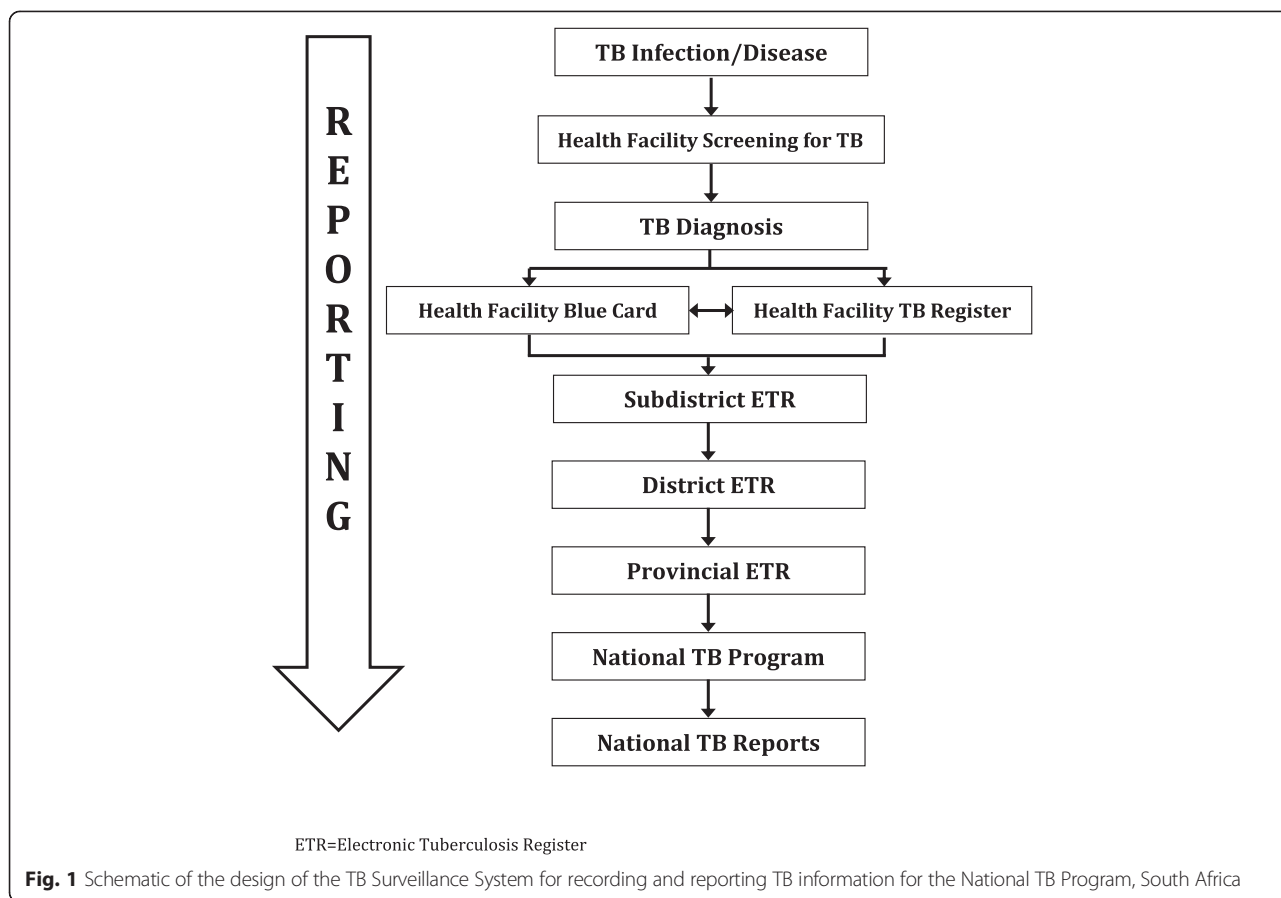 R
E
P
O
R
T
I
N
G
TB Infection/Disease
Health Facility Screening for TB
TB Diagnosis
Health Facility Blue Card
Health Facility TB Register
Subdistrict ETR
District ETR
Provincial ETR
National TB Program
National TB Reports
ETR=Electronic Tuberculosis Register
Fig. 1 Schematic of the design of the TB Surveillance System for recording and reporting TB information for the National TB Program, South Africa